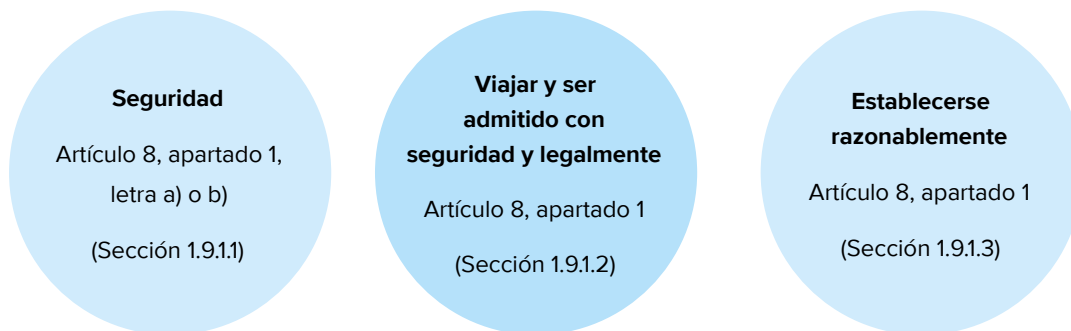 Seguridad
Artículo 8, apartado 1,
letra a) o b)
(Sección 1.9.1.1)
Viajar y ser
admitido con
seguridad y legalmente
Artículo 8, apartado 1
(Sección 1.9.1.2)
Establecerse
razonablemente
Artículo 8, apartado 1
(Sección 1.9.1.3)